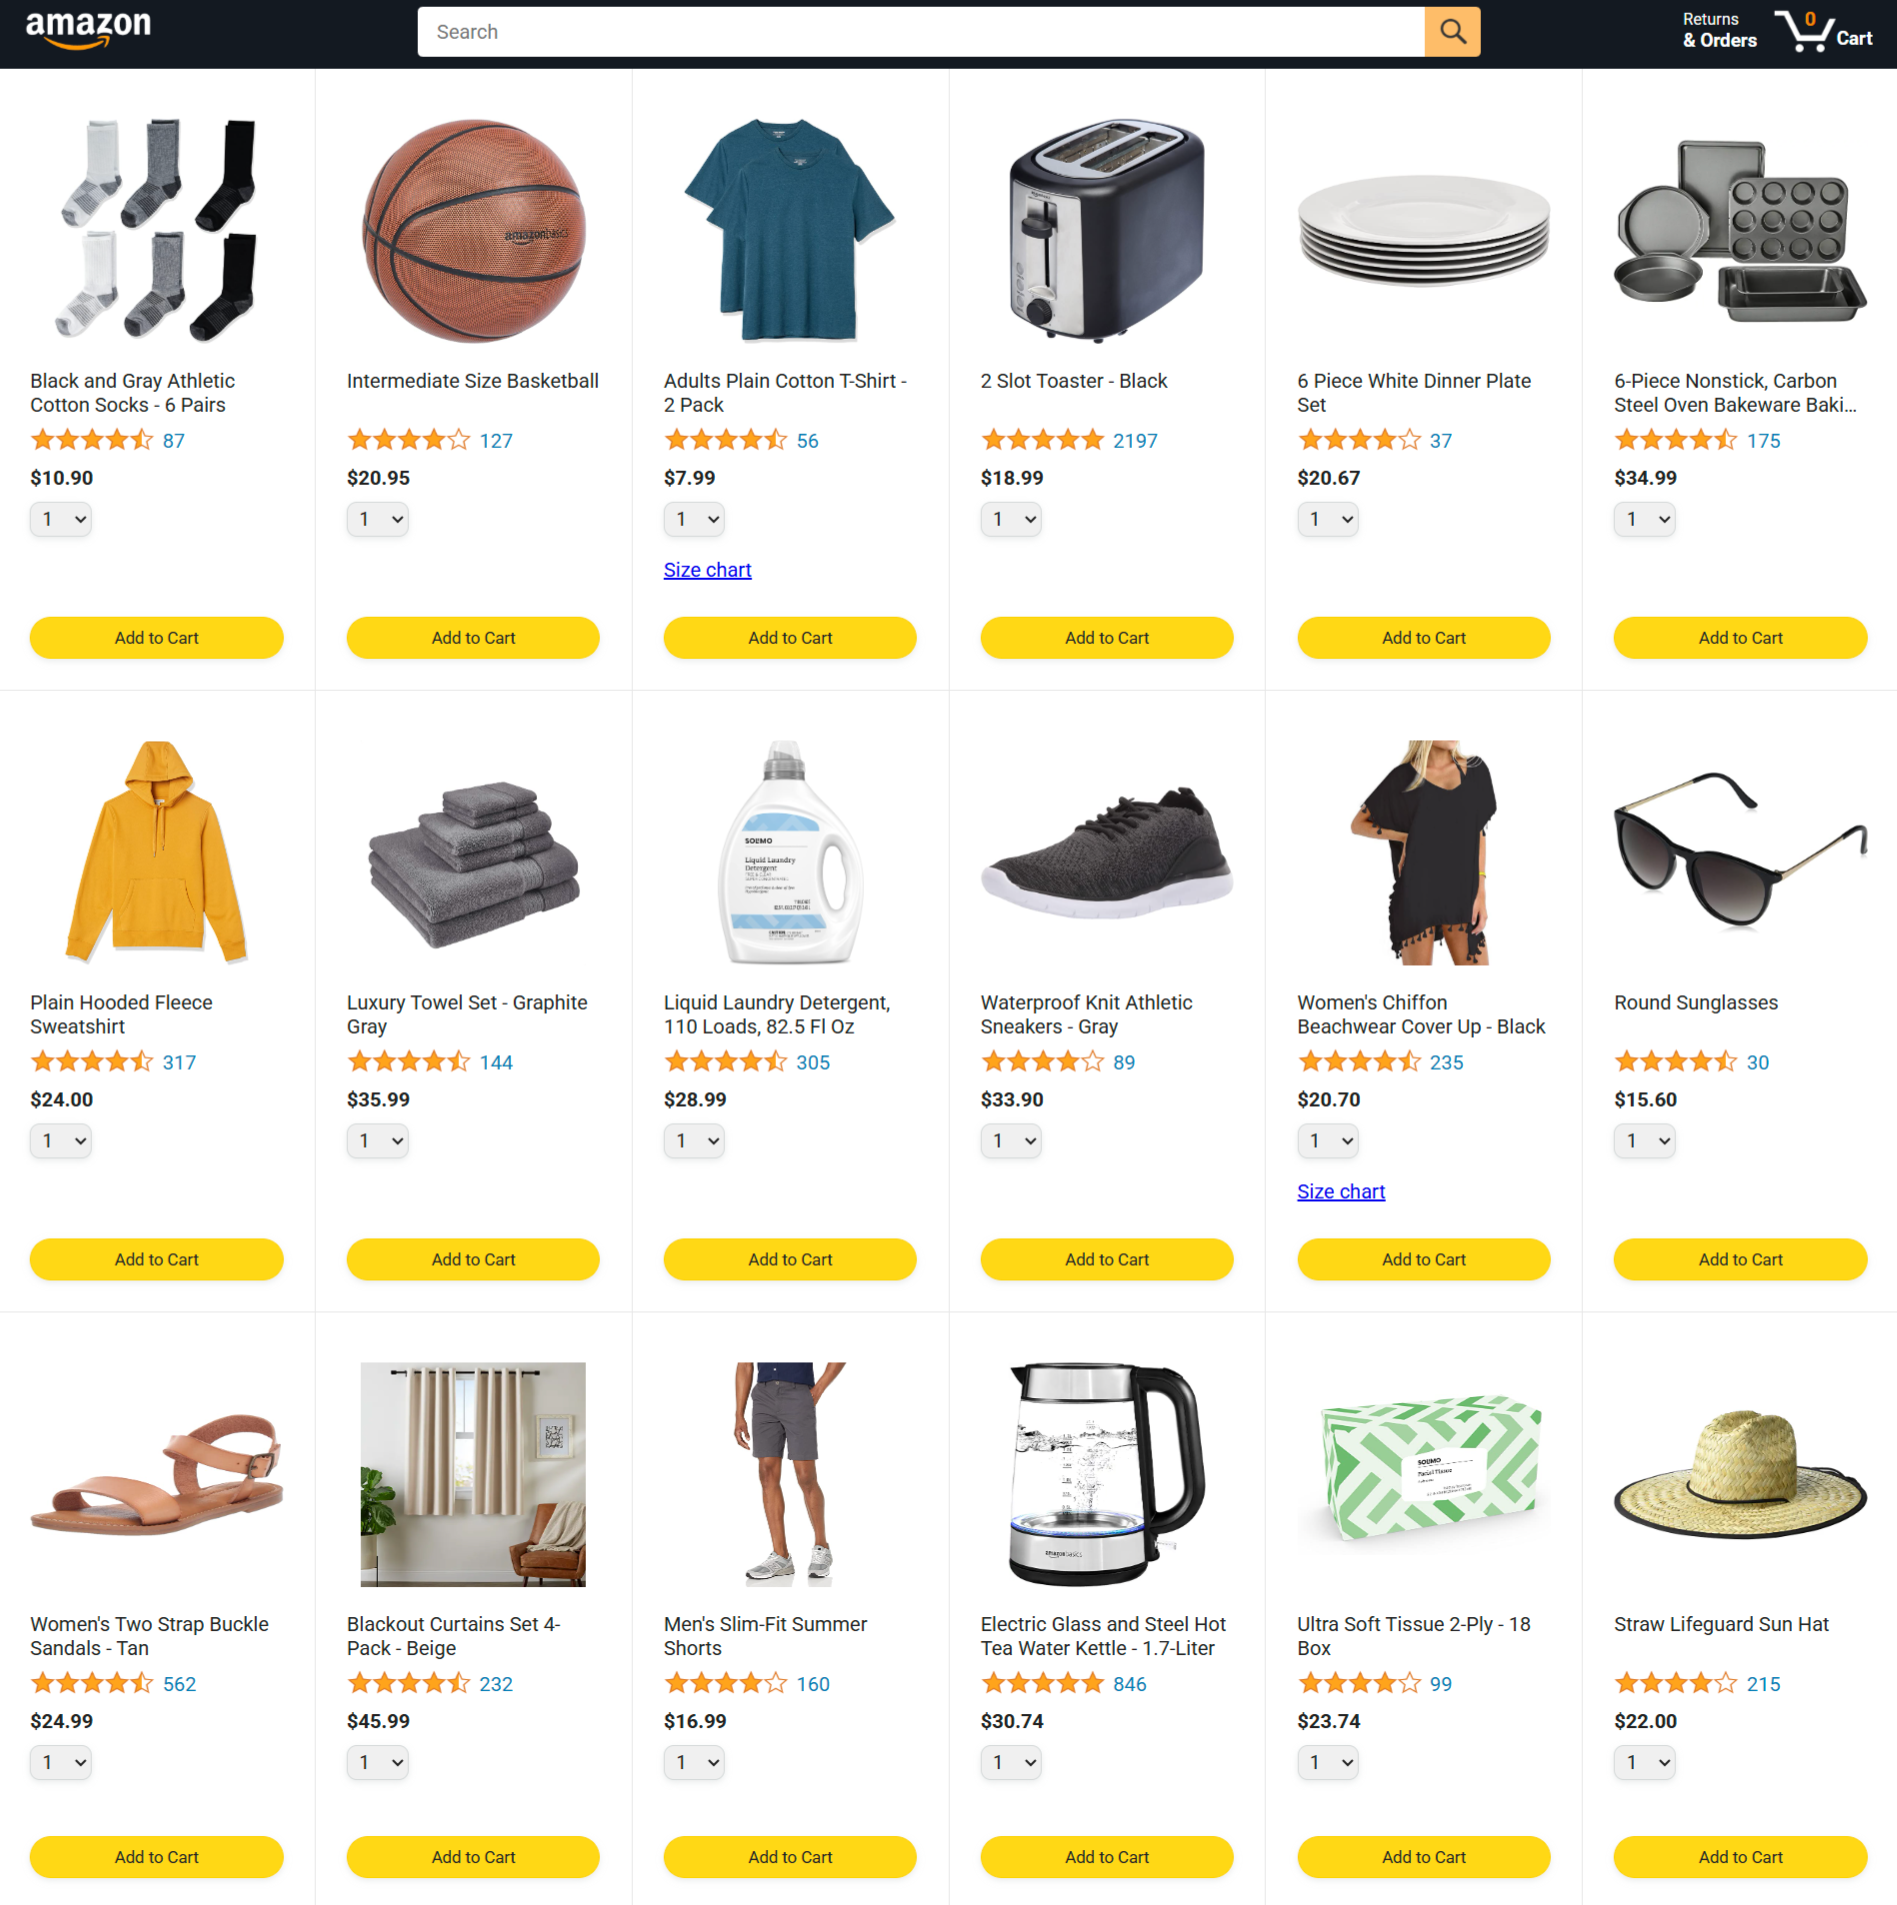 amazon
Search
Returns
& Orders
0
Cart
amazonbasics
Black and Gray Athletic
Cotton Socks - 6 Pairs
87
$10.90
1
Add to Cart
Intermediate Size Basketball
127
$20.95
1
Add to Cart
Adults Plain Cotton T-Shirt -
2 Pack
56
$7.99
1
Size chart
Add to Cart
2 Slot Toaster - Black
2197
$18.99
1
Add to Cart
6 Piece White Dinner Plate
Set
37
$20.67
1
Add to Cart
6-Piece Nonstick, Carbon
Steel Oven Bakeware Baki...
175
$34.99
1
Add to Cart
Plain Hooded Fleece
Sweatshirt
317
$24.00
1
Add to Cart
Luxury Towel Set - Graphite
Gray
144
$35.99
1
Add to Cart
SOLIMO
Liquid Laundry
Detergent
Liquid Laundry Detergent,
110 Loads, 82.5 Fl Oz
305
$28.99
1
Add to Cart
Waterproof Knit Athletic
Sneakers - Gray
89
$33.90
1
Add to Cart
Women's Chiffon
Beachwear Cover Up - Black
235
$20.70
1
Size chart
Add to Cart
Round Sunglasses
30
$15.60
1
Add to Cart
Women's Two Strap Buckle
Sandals - Tan
562
$24.99
1
Add to Cart
Blackout Curtains Set 4-
Pack - Beige
232
$45.99
1
Add to Cart
Men's Slim-Fit Summer
Shorts
160
$16.99
1
Add to Cart
amazonbasics
Electric Glass and Steel Hot
Tea Water Kettle - 1.7-Liter
846
$30.74
1
Add to Cart
SOLIMO
Facial Tissue
Ultra Soft Tissue 2-Ply - 18
Box
99
$23.74
1
Add to Cart
Straw Lifeguard Sun Hat
215
$22.00
1
Add to Cart